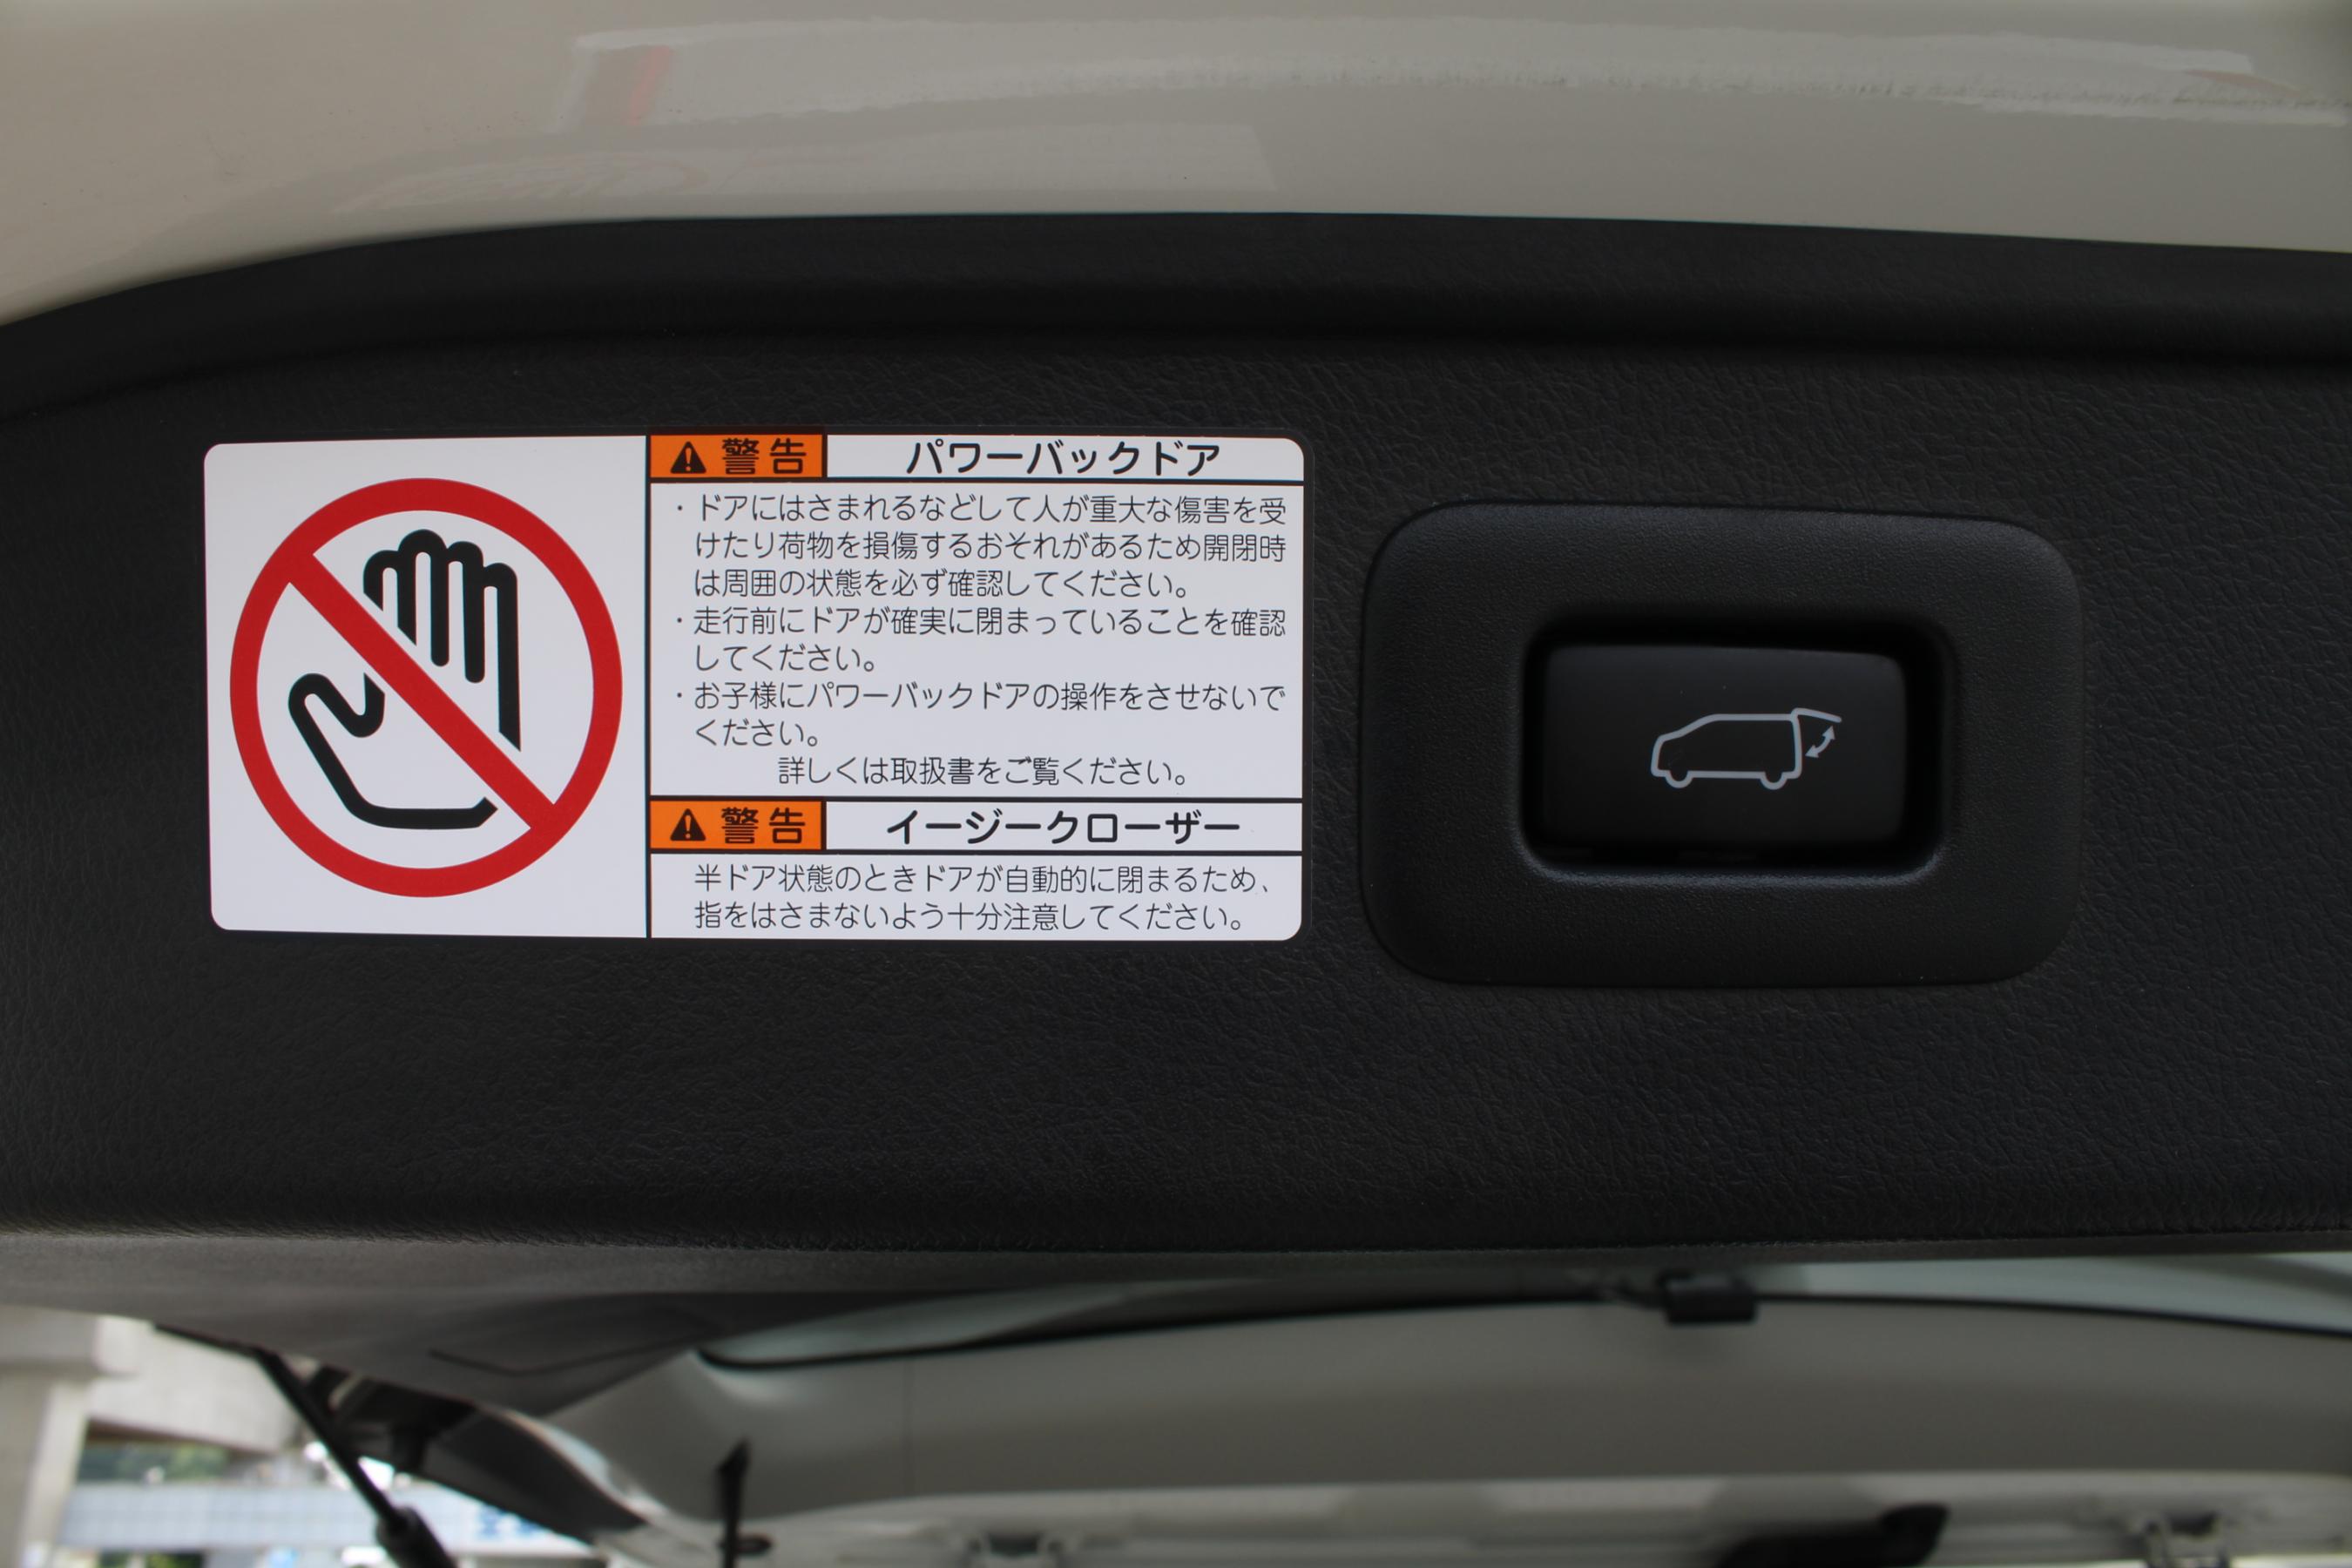 警告 パワーバックドア
・ドアにはさまれるなどして人が重大な傷害を受
けたり荷物を損傷するおそれがあるため開閉時
は周囲の状態を必ず確認してください。
・走行前にドアが確実に閉まっていることを確認
してください。
・お子様にパワーバックドアの操作をさせないで
ください。
詳しくは取扱書をご覧ください。
警告 イージークローザー
半ドア状態のときドアが自動的に閉まるため、
指をはさまないよう十分注意してください。